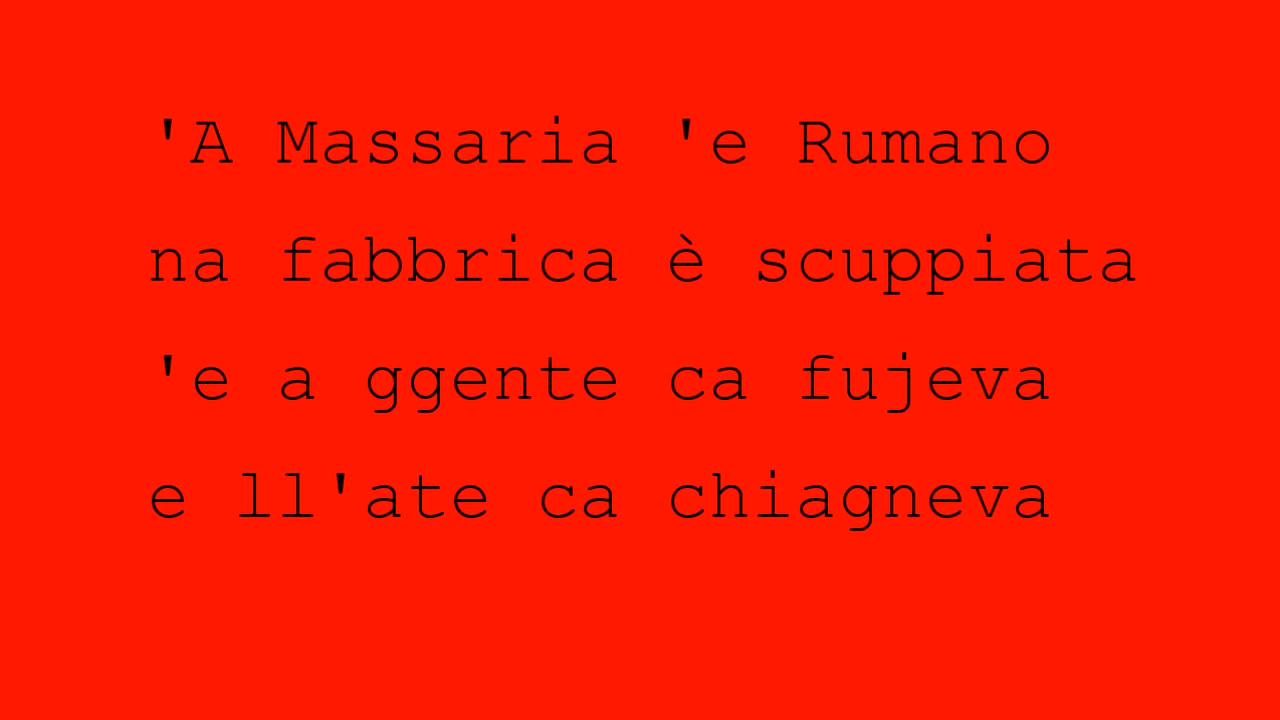 'A Massaria 'e Rumano
na fabbrica è scuppiata
'e a ggente ca fujeva
e ll'ate ca chiagneva